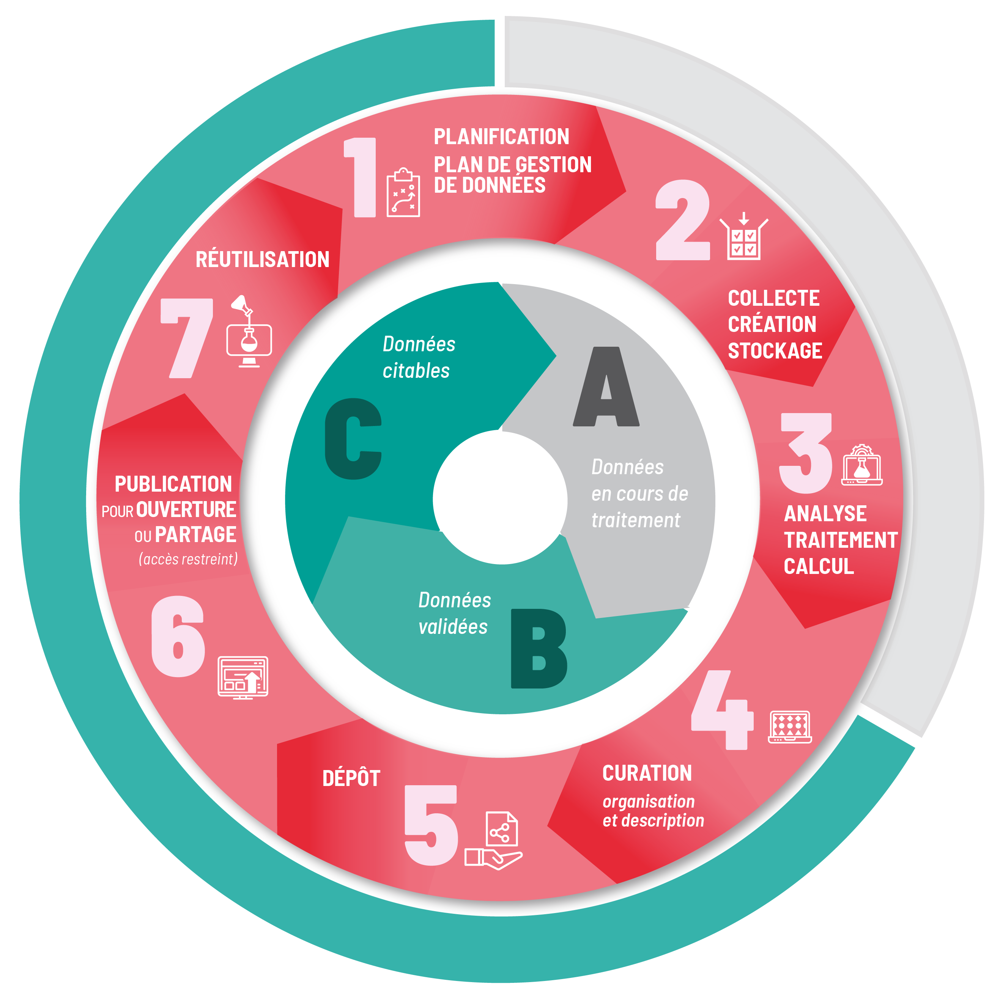 1
PLANIFICATION
PLAN DE GESTION
DE DONNÉES
2
COLLECTE
CRÉATION
STOCKAGE
3
ANALYSE
TRAITEMENT
CALCUL
4
CURATION
organisation
et description
5
DÉPÔT
6
PUBLICATION
POUR OUVERTURE
OU PARTAGE
(accès restreint)
7
RÉUTILISATION
A
Données
en cours de
traitement
B
Données
validées
C
Données
citables